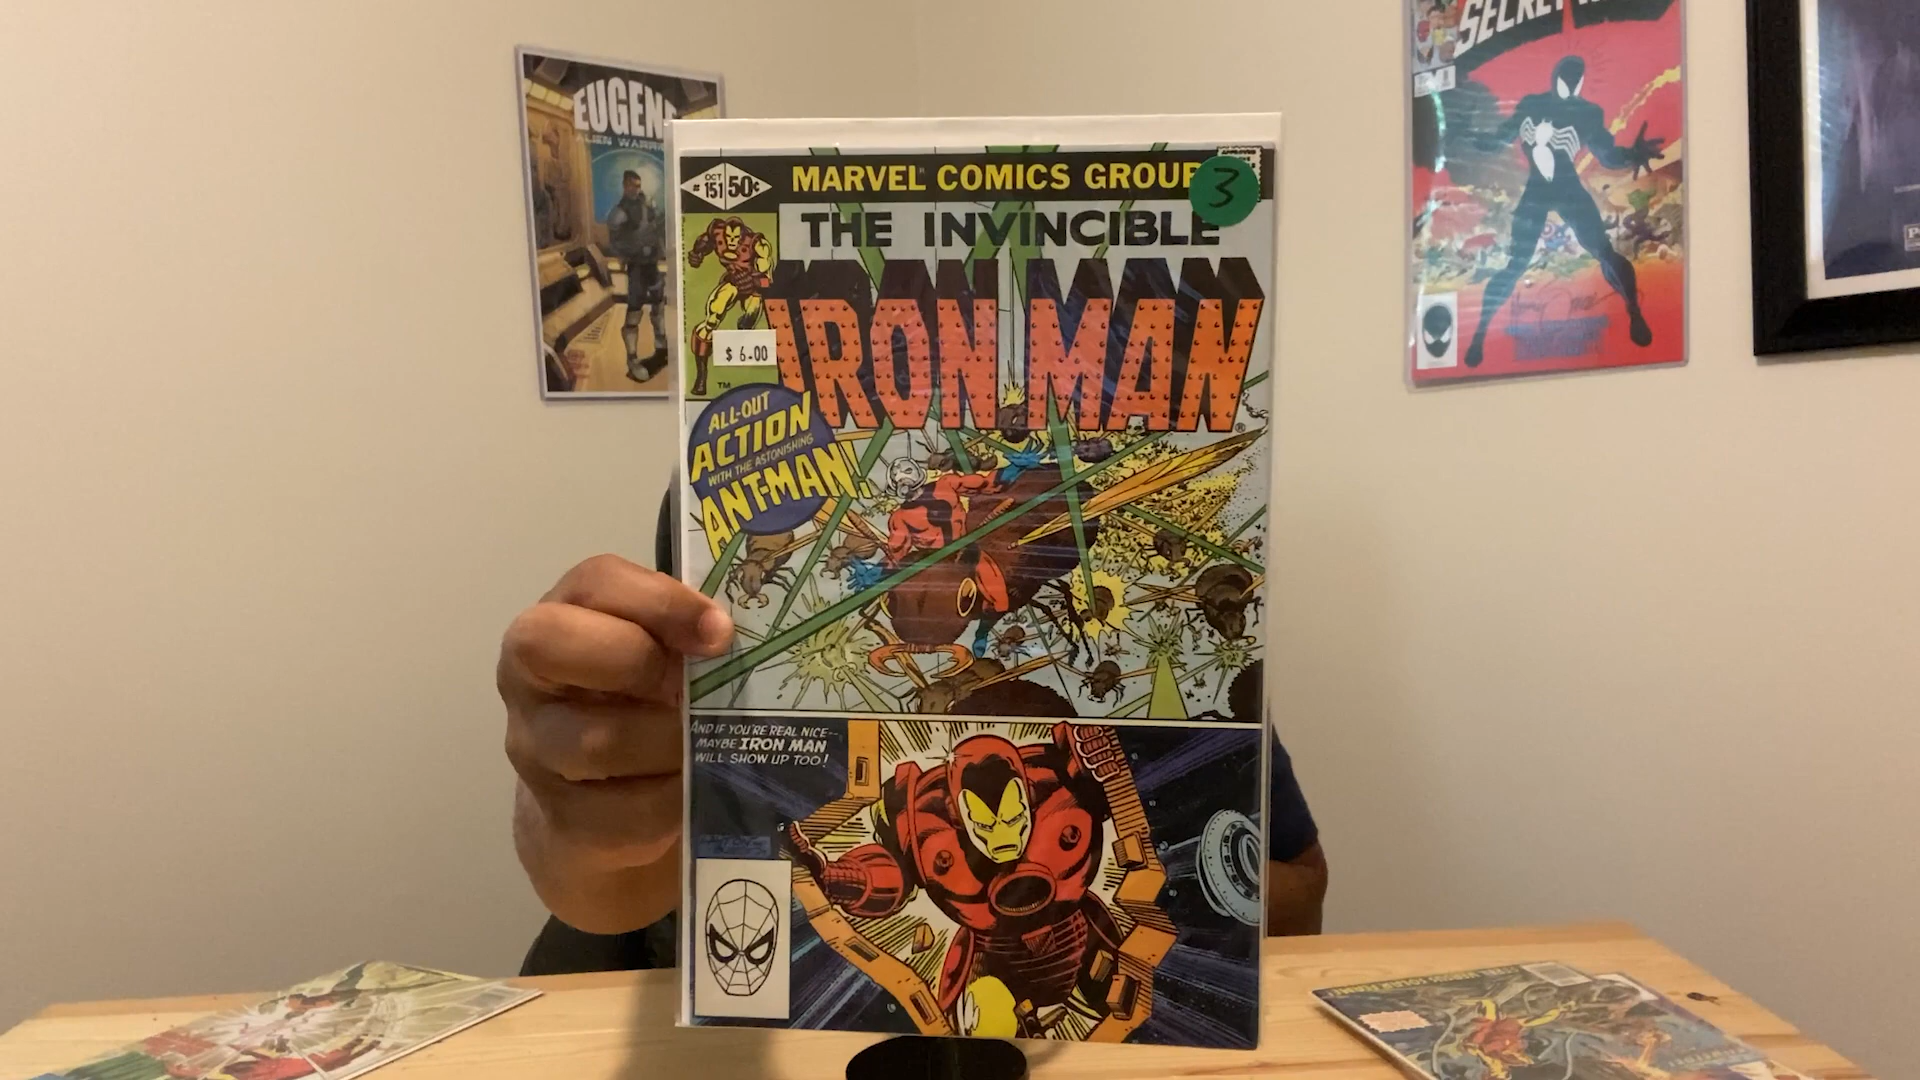 EUGENE
ALIEN WARRIOR
SECRET
OCT
# 151
50¢
MARVEL COMICS GROUP
3
THE INVINCIBLE
IRON MAN
®
$ 6.00
TM
ALL-OUT
ACTION
WITH THE ASTONISHING
ANT-MAN!
AND IF YOU'RE REAL NICE--
MAYBE IRON MAN
WILL SHOW UP TOO!